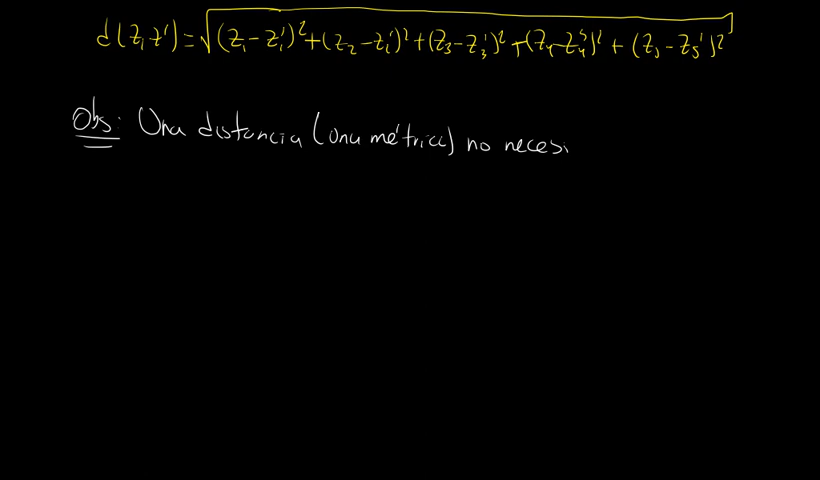 d(z,z') = √(z₁-z₁')²+(z₂-z₂')²+(z₃-z₃')²+(z₄-z₄')²+(z₅-z₅')²
Obs: Una distancia (una métrica) no necesi